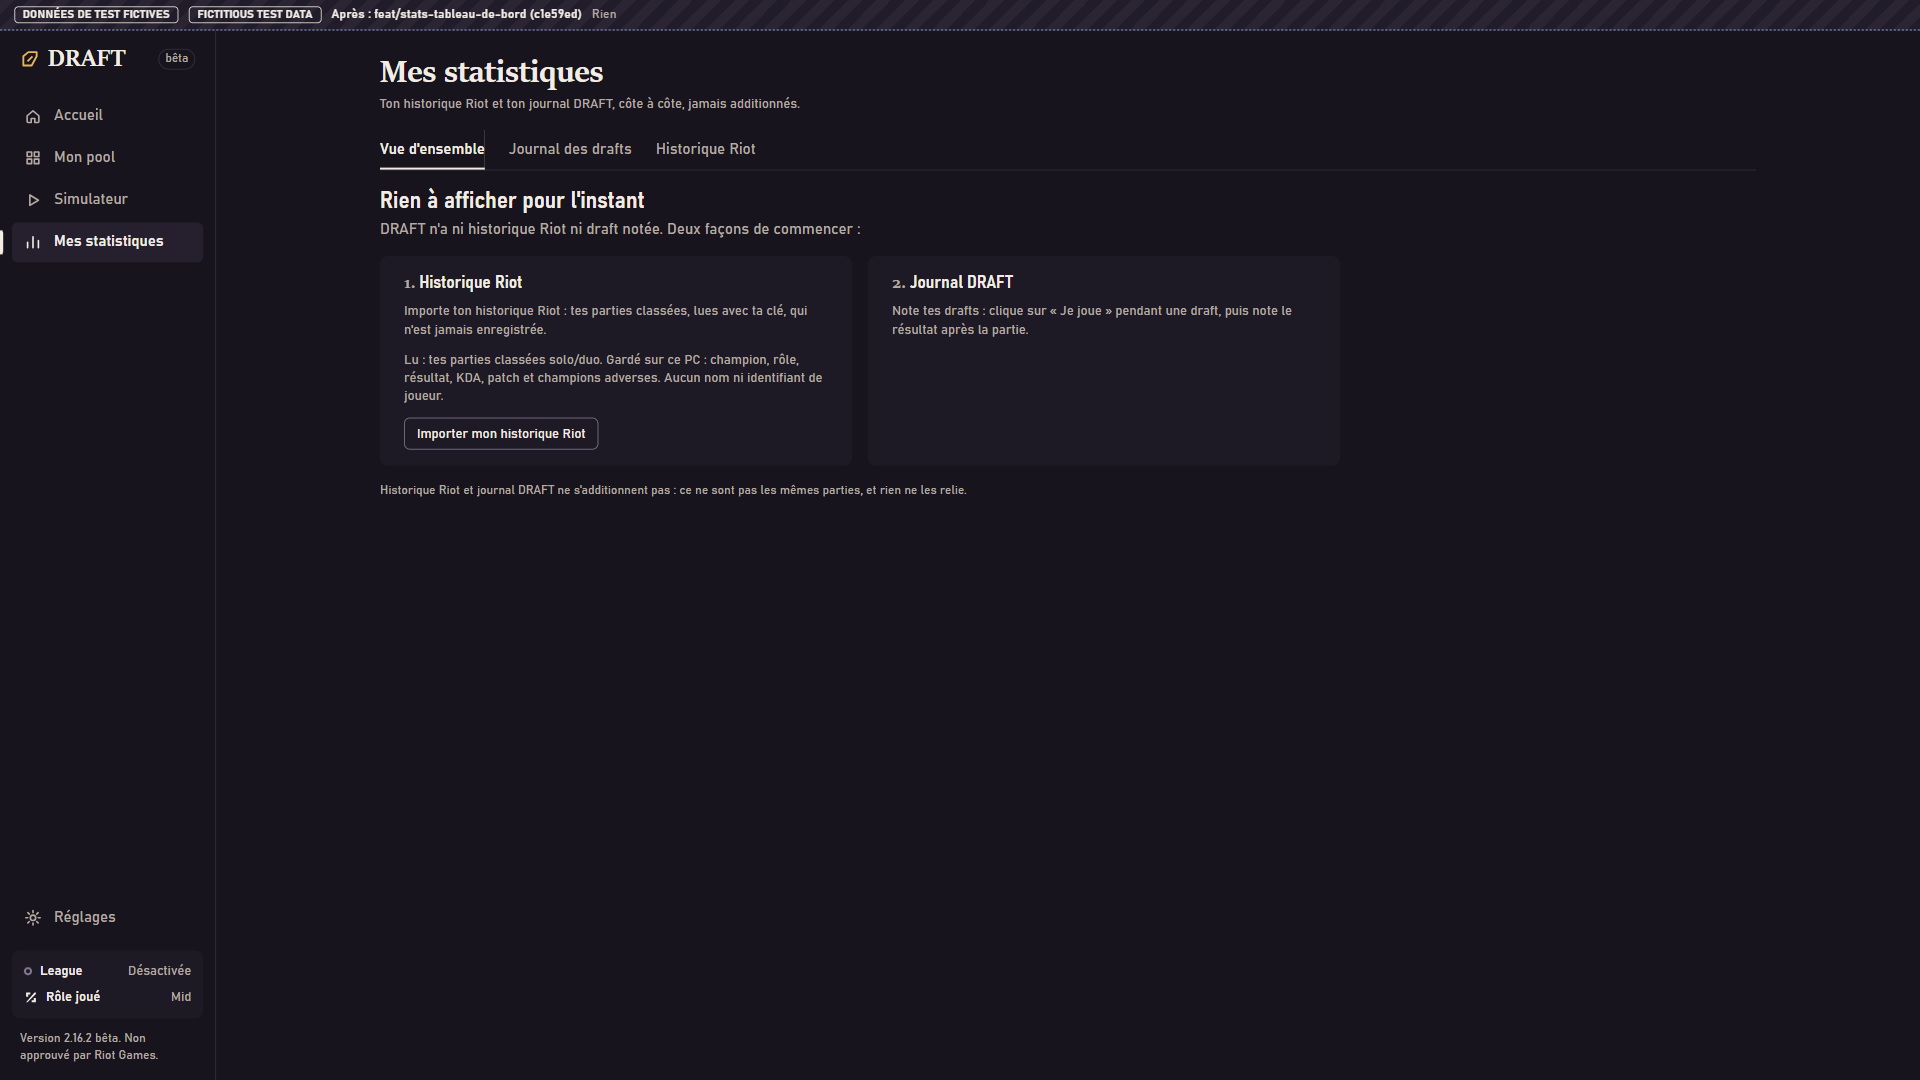 DONNÉES DE TEST FICTIVES FICTITIOUS TEST DATA Après : feat/stats-tableau-de-bord (c1e59ed) Rien
DRAFT bêta
Accueil
Mon pool
Simulateur
Mes statistiques
Réglages
League Désactivée
Rôle joué Mid
Version 2.16.2 bêta. Non
approuvé par Riot Games.
Mes statistiques
Ton historique Riot et ton journal DRAFT, côte à côte, jamais additionnés.
Vue d'ensemble Journal des drafts Historique Riot
Rien à afficher pour l'instant
DRAFT n'a ni historique Riot ni draft notée. Deux façons de commencer :
1. Historique Riot
Importe ton historique Riot : tes parties classées, lues avec ta clé, qui
n'est jamais enregistrée.
Lu : tes parties classées solo/duo. Gardé sur ce PC : champion, rôle,
résultat, KDA, patch et champions adverses. Aucun nom ni identifiant de
joueur.
Importer mon historique Riot
2. Journal DRAFT
Note tes drafts : clique sur « Je joue » pendant une draft, puis note le
résultat après la partie.
Historique Riot et journal DRAFT ne s'additionnent pas : ce ne sont pas les mêmes parties, et rien ne les relie.